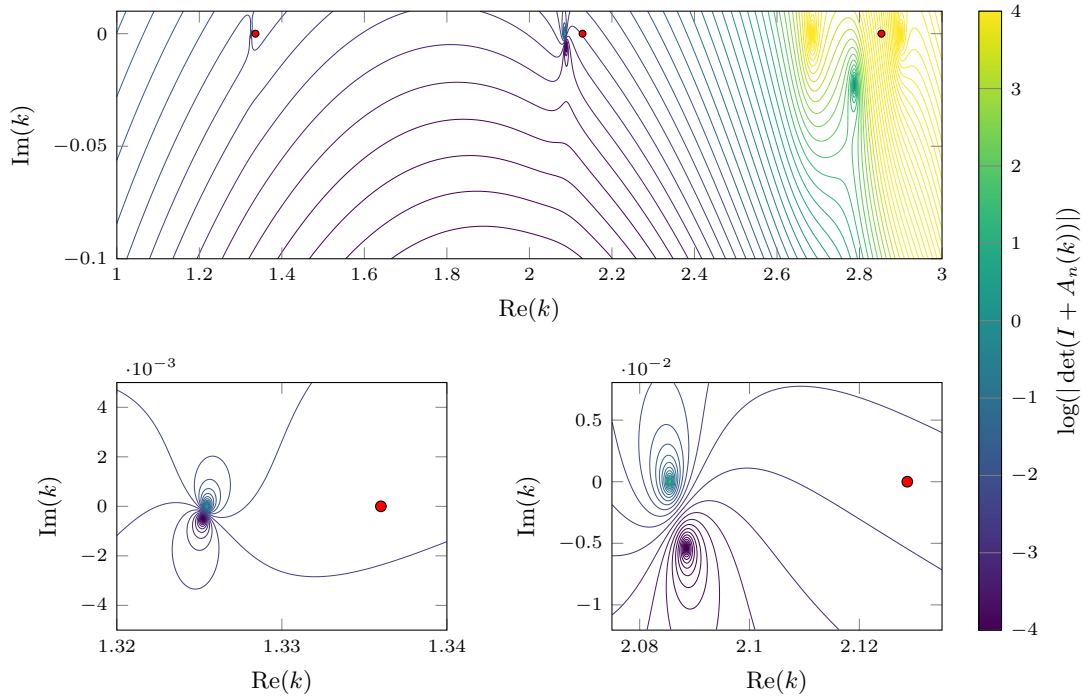 0
−0.05
−0.1
Im(k)
1 1.2 1.4 1.6 1.8 2 2.2 2.4 2.6 2.8 3
Re(k)
4
3
2
1
0
−1
−2
−3
−4
log(| det(I + A_n(k))|)
·10^−3
4
2
0
−2
−4
Im(k)
1.32 1.33 1.34
Re(k)
·10^−2
0.5
0
−0.5
−1
Im(k)
2.08 2.1 2.12
Re(k)